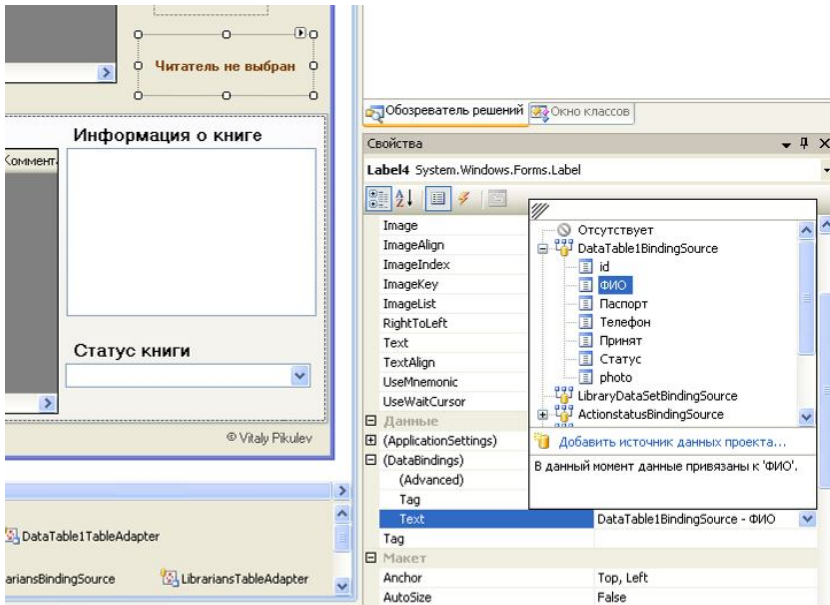 Читатель не выбран
Информация о книге
Коммент.
Статус книги
© Vitaly Pikulev
DataTable1TableAdapter
ariansBindingSource
LibrariansTableAdapter
Обозреватель решений
Окно классов
Свойства
Label4 System.Windows.Forms.Label
Image
ImageAlign
ImageIndex
ImageKey
ImageList
RightToLeft
Text
TextAlign
UseMnemonic
UseWaitCursor
Данные
(ApplicationSettings)
(DataBindings)
(Advanced)
Tag
Text DataTable1BindingSource - ФИО
Tag
Макет
Anchor Top, Left
AutoSize False
Отсутствует
DataTable1BindingSource
id
ФИО
Паспорт
Телефон
Принят
Статус
photo
LibraryDataSetBindingSource
ActionstatusBindingSource
Добавить источник данных проекта...
В данный момент данные привязаны к 'ФИО'.